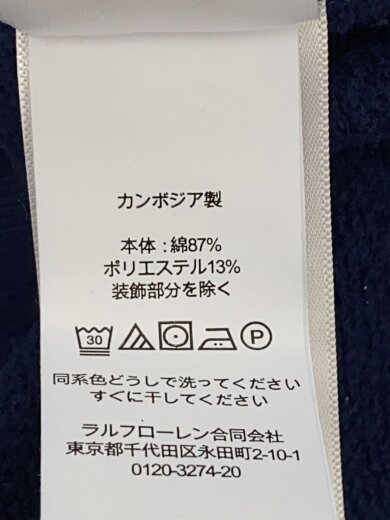 カンボジア製
本体：綿87%
ポリエステル13%
装飾部分を除く
30 P
同系色どうしで洗ってください
すぐに干してください
ラルフローレン合同会社
東京都千代田区永田町2-10-1
0120-3274-20